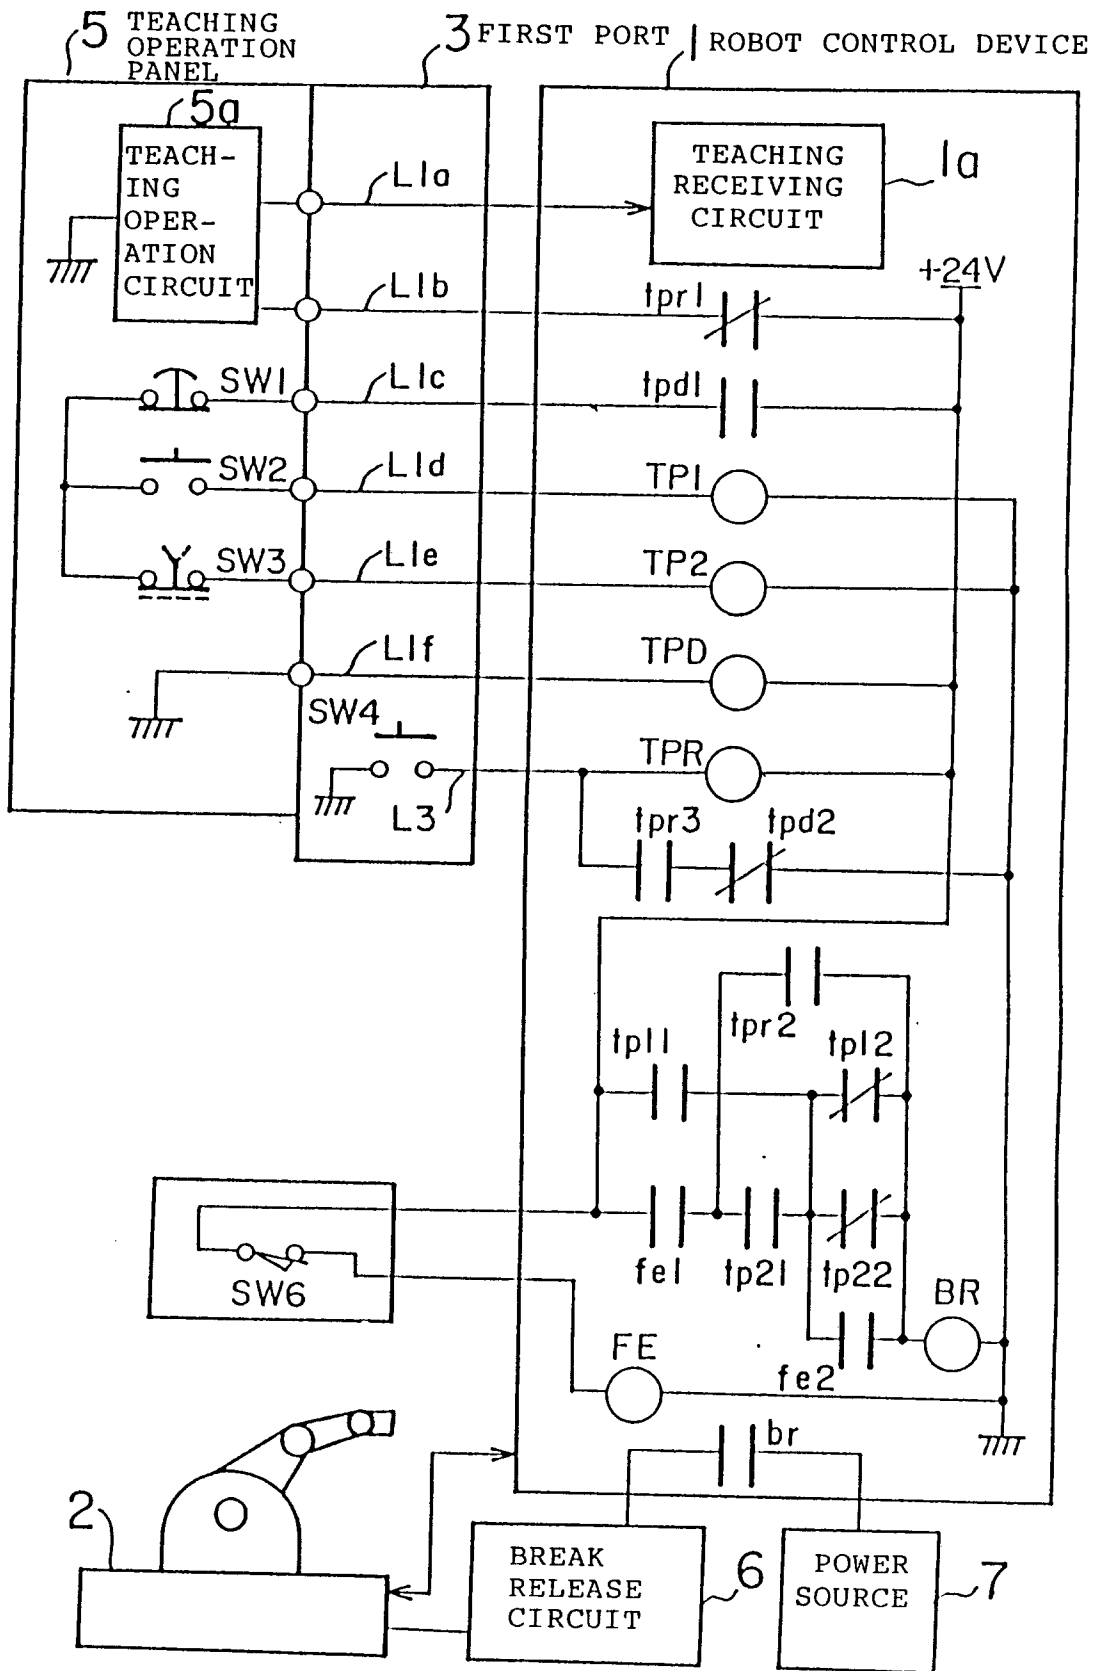 5 TEACHING
OPERATION
PANEL
3 FIRST PORT
1 ROBOT CONTROL DEVICE
5a
TEACH-
ING
OPER-
ATION
CIRCUIT
L1a
TEACHING
RECEIVING
CIRCUIT
1a
+24V
L1b
tpr1
SW1
L1c
tpd1
SW2
L1d
TP1
SW3
L1e
TP2
L1f
TPD
SW4
L3
TPR
tpr3
tpd2
tpr2
tp11
tp12
fe1
tp21
tp22
SW6
BR
FE
fe2
br
2
BREAK
RELEASE
CIRCUIT
6
POWER
SOURCE
7